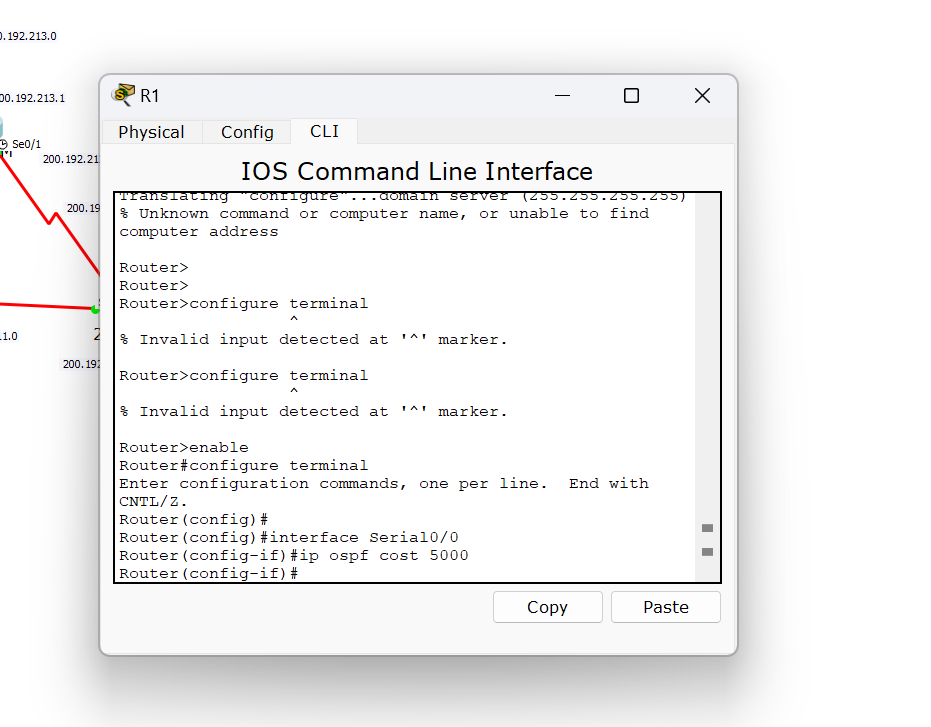 0.192.213.0
00.192.213.1
Se0/1
200.192.21
200.19
1.0
2
200.192
R1
Physical
Config
CLI
IOS Command Line Interface
Translating "configure"...domain server (255.255.255.255)
% Unknown command or computer name, or unable to find
computer address
Router>
Router>
Router>configure terminal
^
% Invalid input detected at '^' marker.
Router>configure terminal
^
% Invalid input detected at '^' marker.
Router>enable
Router#configure terminal
Enter configuration commands, one per line.  End with
CNTL/Z.
Router(config)#
Router(config)#interface Serial0/0
Router(config-if)#ip ospf cost 5000
Router(config-if)#
Copy
Paste